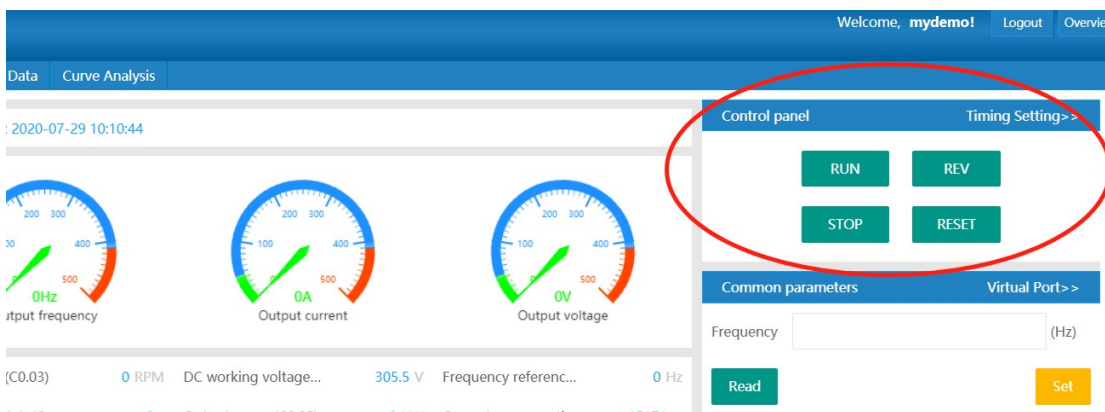 Welcome, mydemo! Logout
Data Curve Analysis
: 2020-07-29 10:10:44
Control panel Timing Setting>>
RUN REV
STOP RESET
200 300
400
500
0Hz
frequency
100 200 300 400
500
0A
Output current
100 200 300 400
500
0V
Output voltage
Common parameters Virtual Port>>
Frequency (Hz)
Read Set
(C0.03) 0 RPM DC working voltage... 305.5 V Frequency referenc... 0 Hz